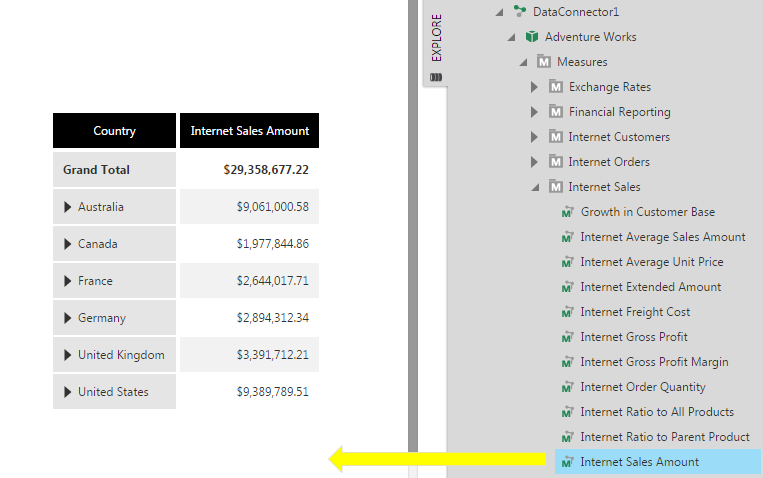 Country Internet Sales Amount
Grand Total $29,358,677.22
Australia $9,061,000.58
Canada $1,977,844.86
France $2,644,017.71
Germany $2,894,312.34
United Kingdom $3,391,712.21
United States $9,389,789.51
EXPLORE
DataConnector1
Adventure Works
M Measures
M Exchange Rates
M Financial Reporting
M Internet Customers
M Internet Orders
M Internet Sales
M Growth in Customer Base
M Internet Average Sales Amount
M Internet Average Unit Price
M Internet Extended Amount
M Internet Freight Cost
M Internet Gross Profit
M Internet Gross Profit Margin
M Internet Order Quantity
M Internet Ratio to All Products
M Internet Ratio to Parent Product
M Internet Sales Amount